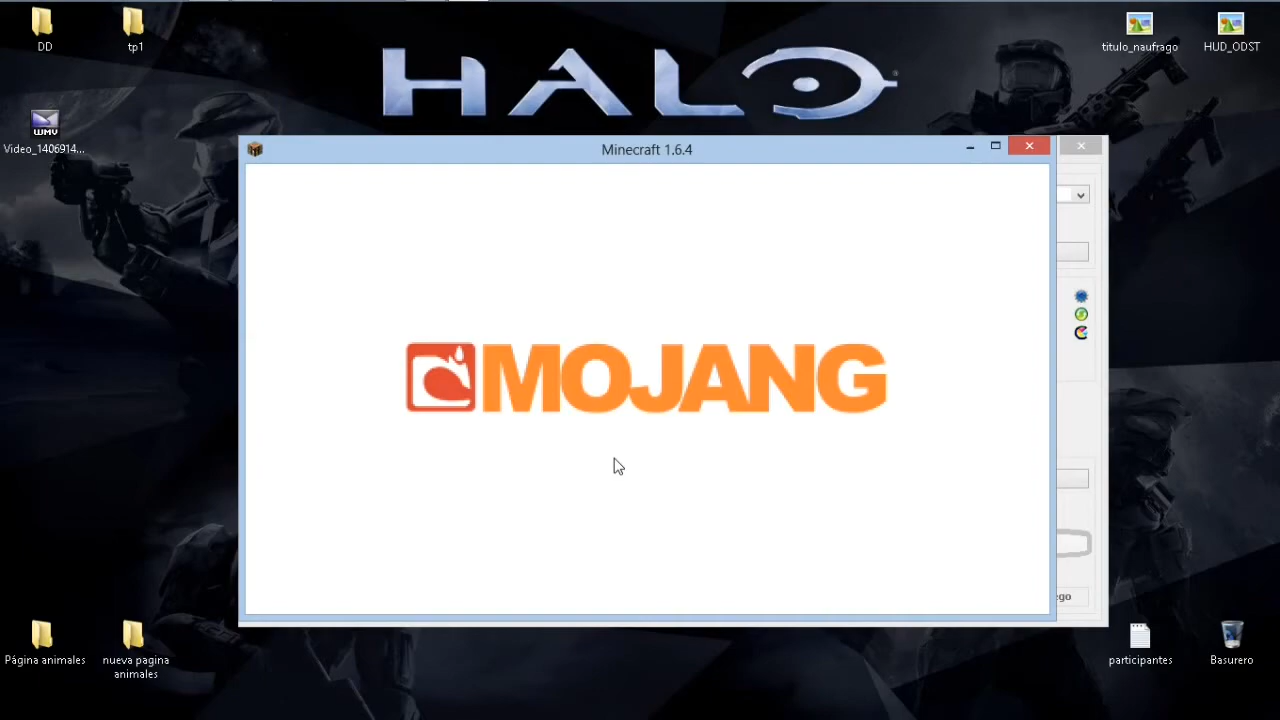 DD
tp1
titulo_naufrago
HUD_ODST
HALO
WMV
Video_1406914...
Minecraft 1.6.4
MOJANG
ego
Página animales
nueva pagina
animales
participantes
Basurero